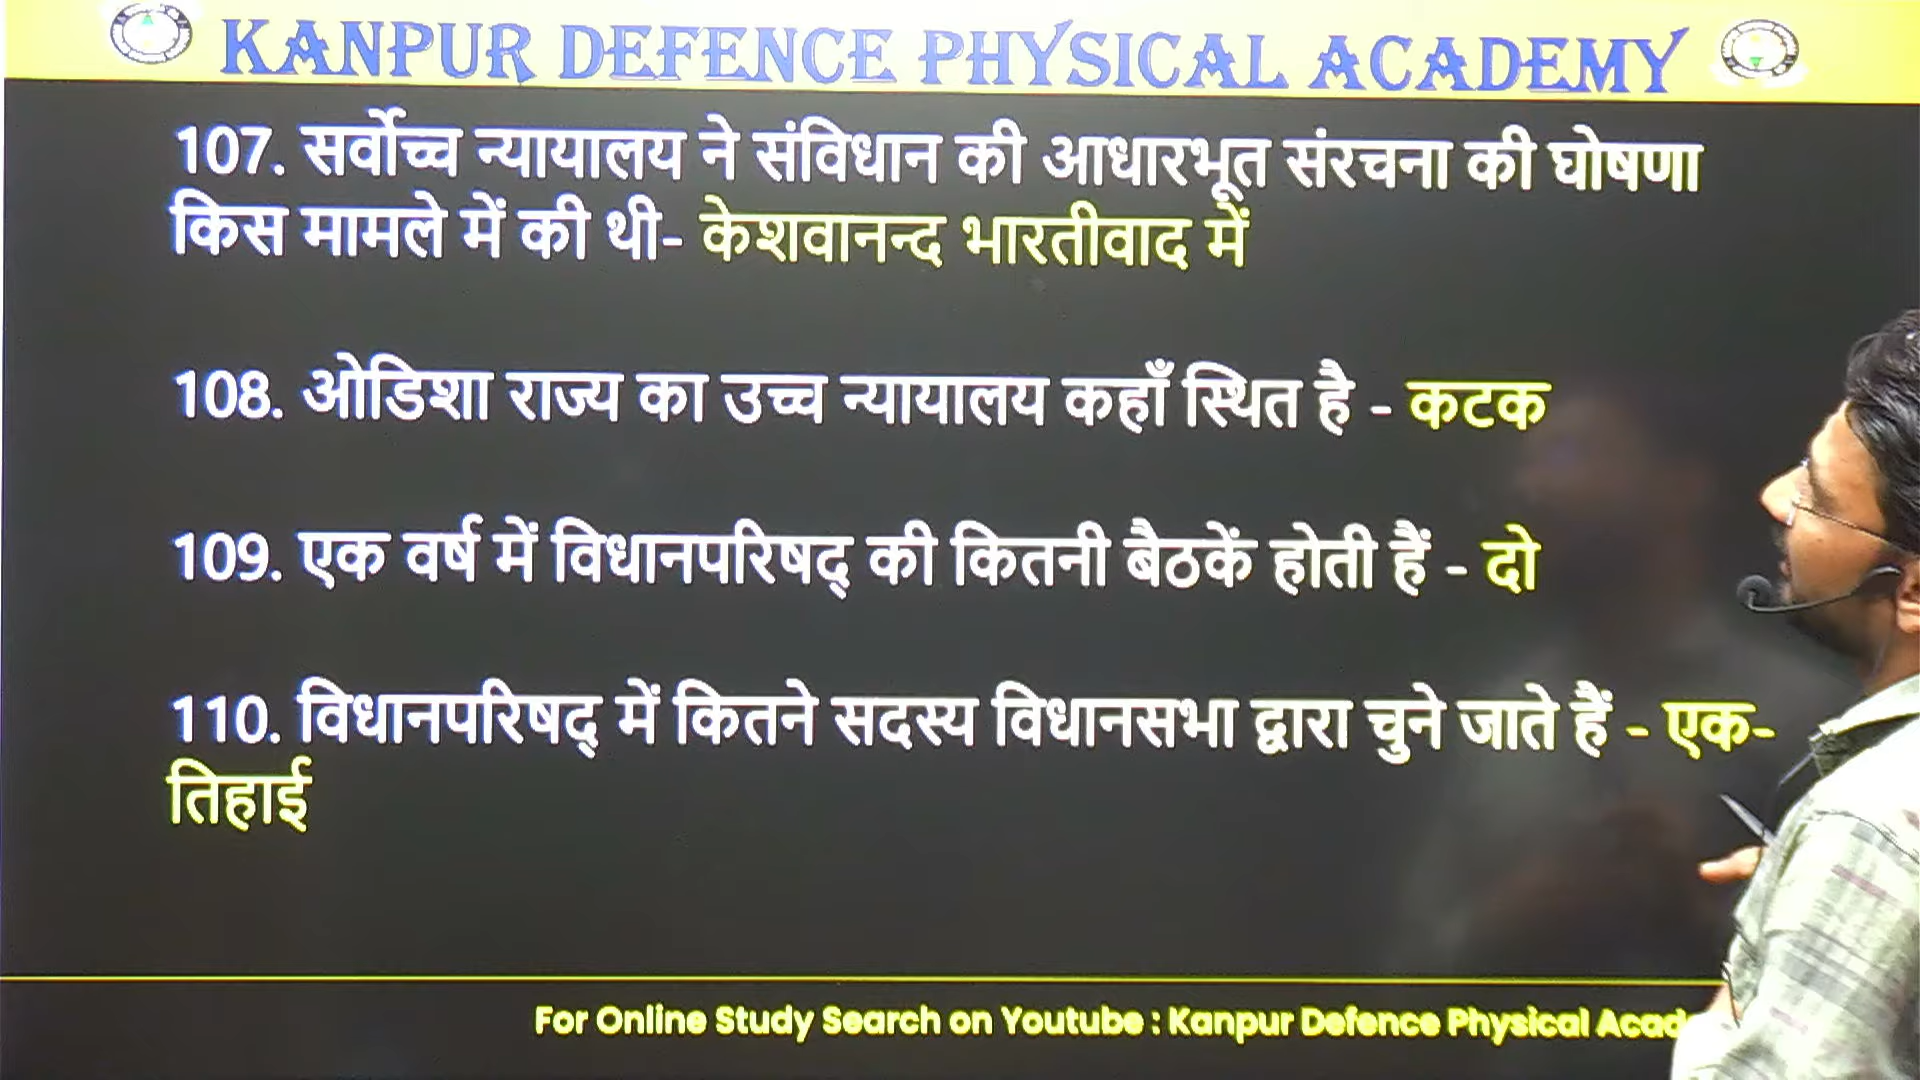 KANPUR DEFENCE PHYSICAL ACADEMY
107. सर्वोच्च न्यायालय ने संविधान की आधारभूत संरचना की घोषणा
किस मामले में की थी- केशवानन्द भारतीवाद में
108. ओडिशा राज्य का उच्च न्यायालय कहाँ स्थित है - कटक
109. एक वर्ष में विधानपरिषद् की कितनी बैठकें होती हैं - दो
110. विधानपरिषद् में कितने सदस्य विधानसभा द्वारा चुने जाते हैं - एक-
तिहाई
For Online Study Search on Youtube : Kanpur Defence Physical